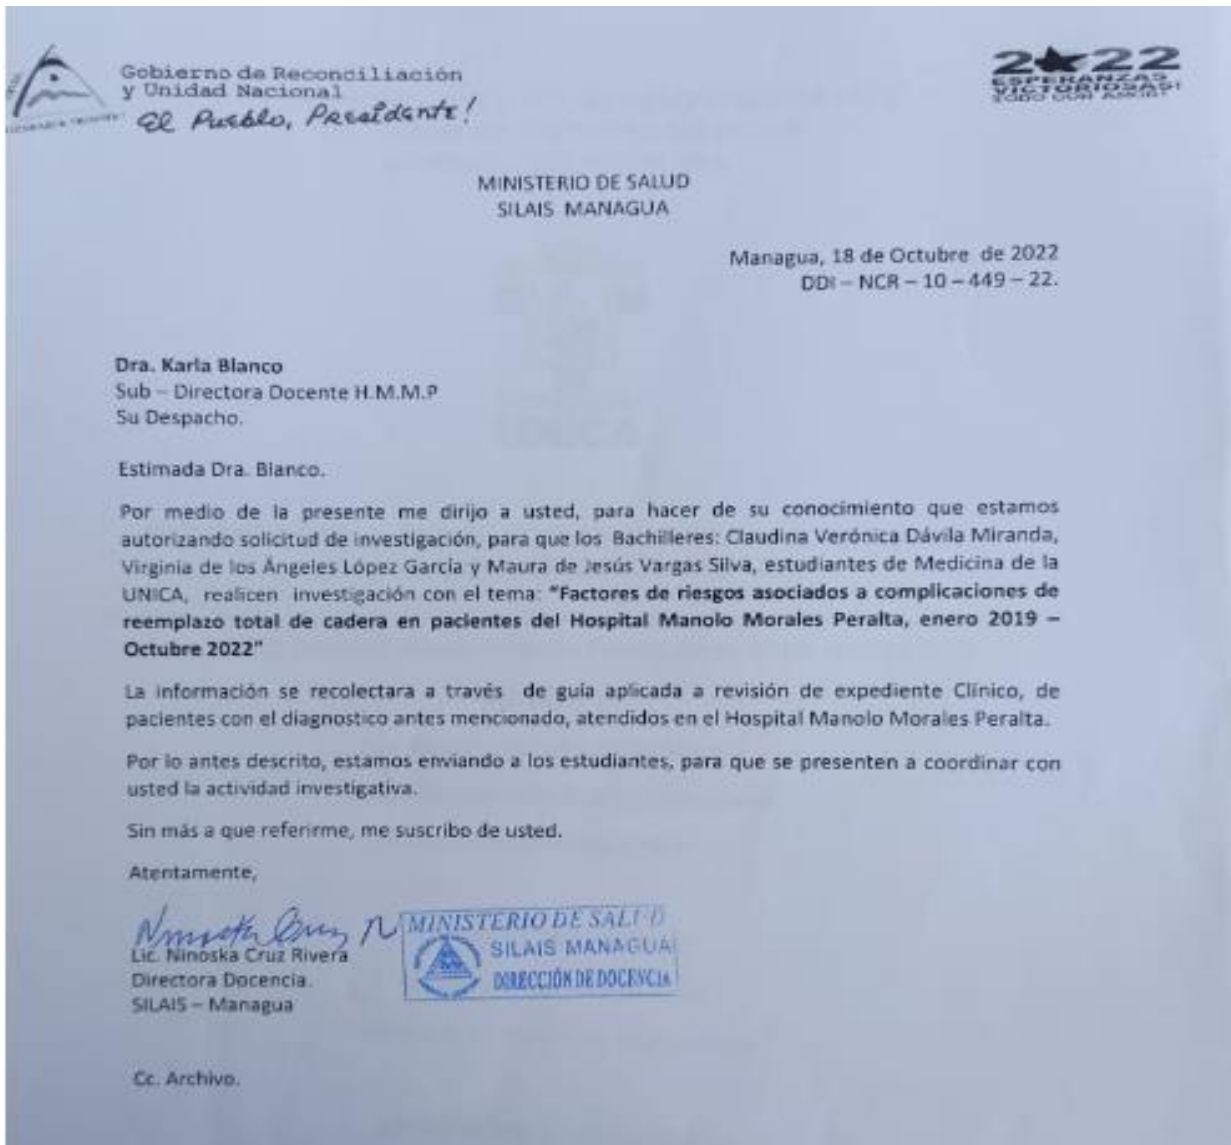 Gobierno de Reconciliación
y Unidad Nacional
El Pueblo, Presidente!
2022
ESPERANZAS
VICTORIOSAS!
TODO CON AMOR!
MINISTERIO DE SALUD
SILAIS MANAGUA
Managua, 18 de Octubre de 2022
DDI – NCR – 10 – 449 – 22.
Dra. Karla Blanco
Sub – Directora Docente H.M.M.P
Su Despacho.
Estimada Dra. Blanco.
Por medio de la presente me dirijo a usted, para hacer de su conocimiento que estamos
autorizando solicitud de investigación, para que los Bachilleres: Claudina Verónica Dávila Miranda,
Virginia de los Ángeles López García y Maura de Jesús Vargas Silva, estudiantes de Medicina de la
UNICA, realicen investigación con el tema: “Factores de riesgos asociados a complicaciones de
reemplazo total de cadera en pacientes del Hospital Manolo Morales Peralta, enero 2019 –
Octubre 2022”
La información se recolectara a través de guía aplicada a revisión de expediente Clínico, de
pacientes con el diagnostico antes mencionado, atendidos en el Hospital Manolo Morales Peralta.
Por lo antes descrito, estamos enviando a los estudiantes, para que se presenten a coordinar con
usted la actividad investigativa.
Sin más a que referirme, me suscribo de usted.
Atentamente,
Ninoska Cruz R
MINISTERIO DE SALUD
SILAIS MANAGUA
DIRECCIÓN DE DOCENCIA
Lic. Ninoska Cruz Rivera
Directora Docencia.
SILAIS – Managua
Cc. Archivo.